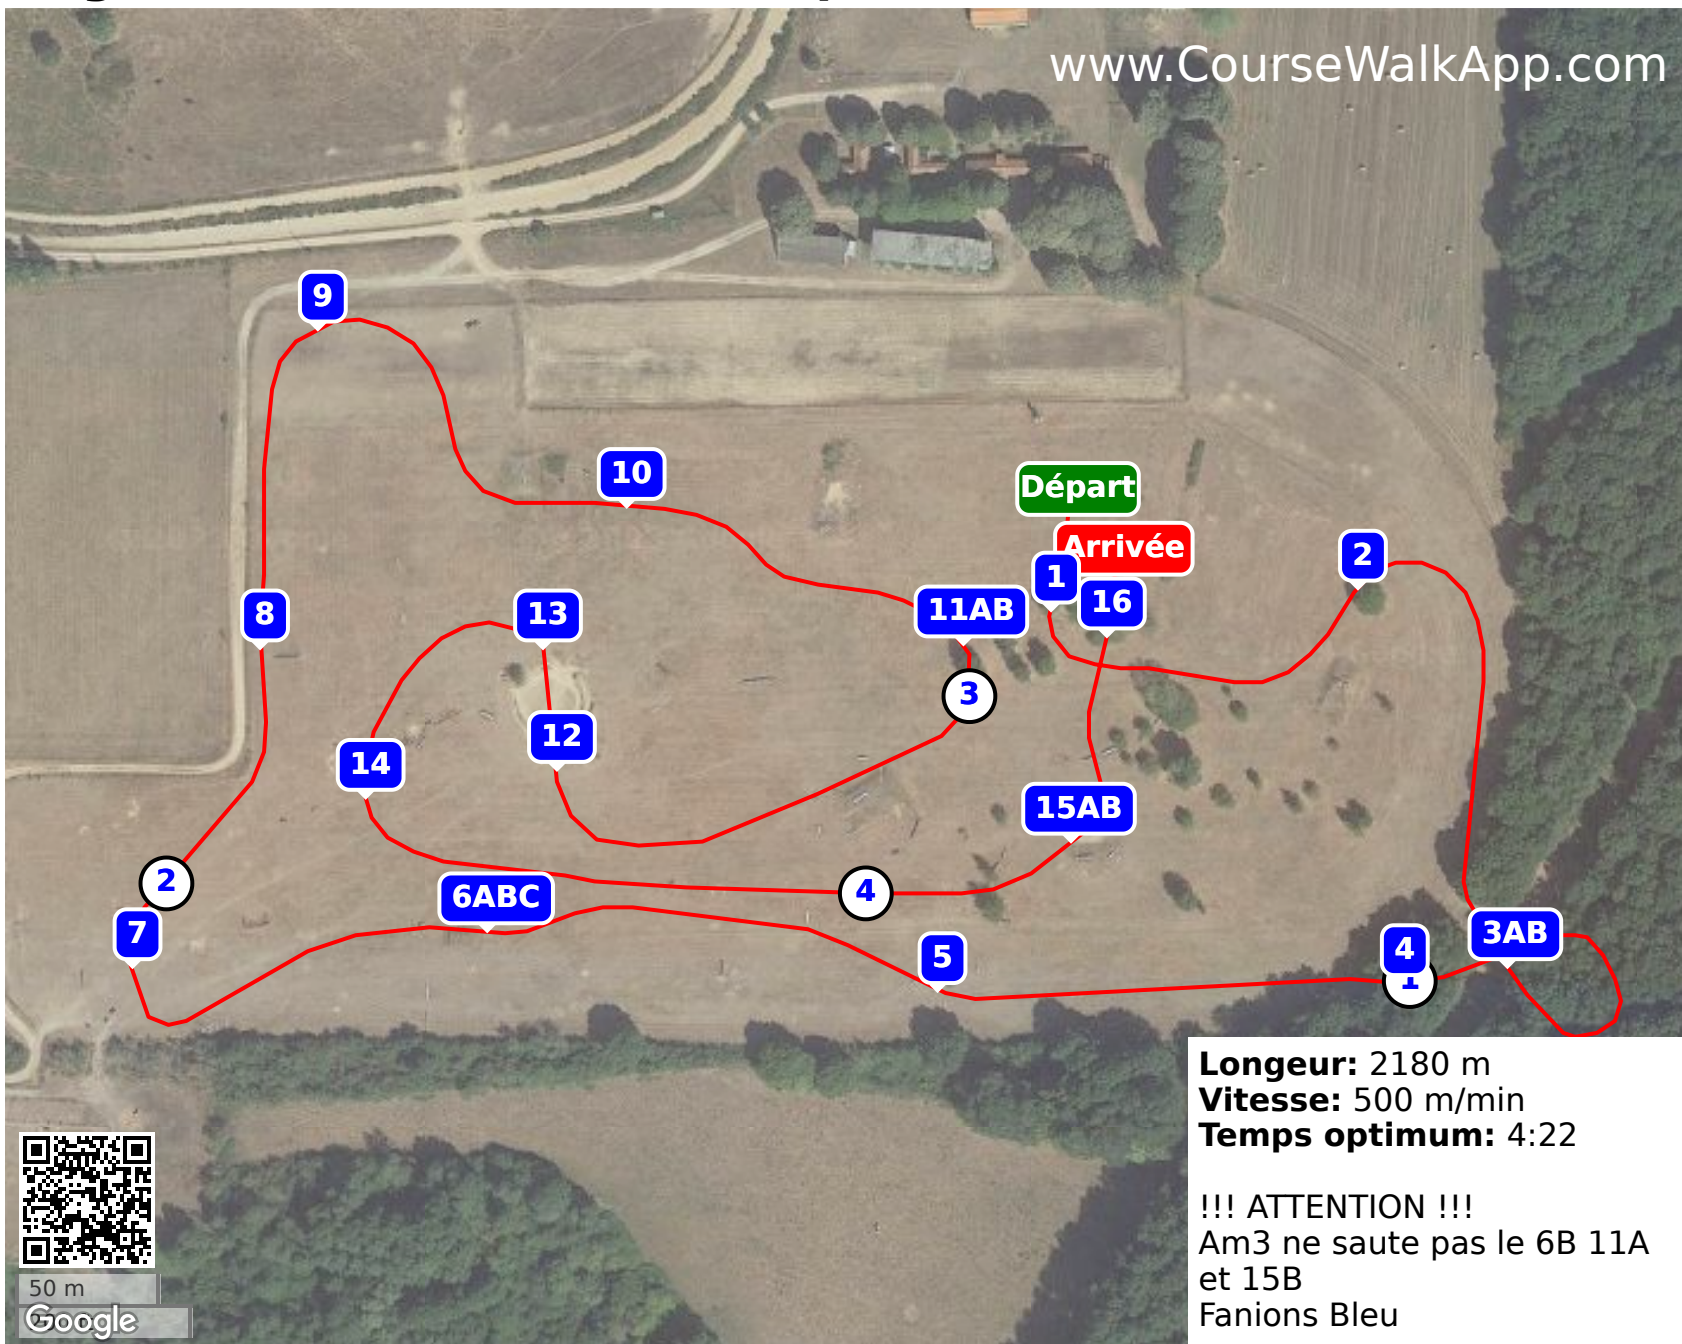 www.CourseWalkApp.com
9
10
Départ
Arrivée
2
1
16
8
13
11AB
3
12
14
15AB
2
4
6ABC
7
5
4
3AB
1
Longeur: 2180 m
Vitesse: 500 m/min
Temps optimum: 4:22
!!! ATTENTION !!!
Am3 ne saute pas le 6B 11A
et 15B
Fanions Bleu
50 m
Google